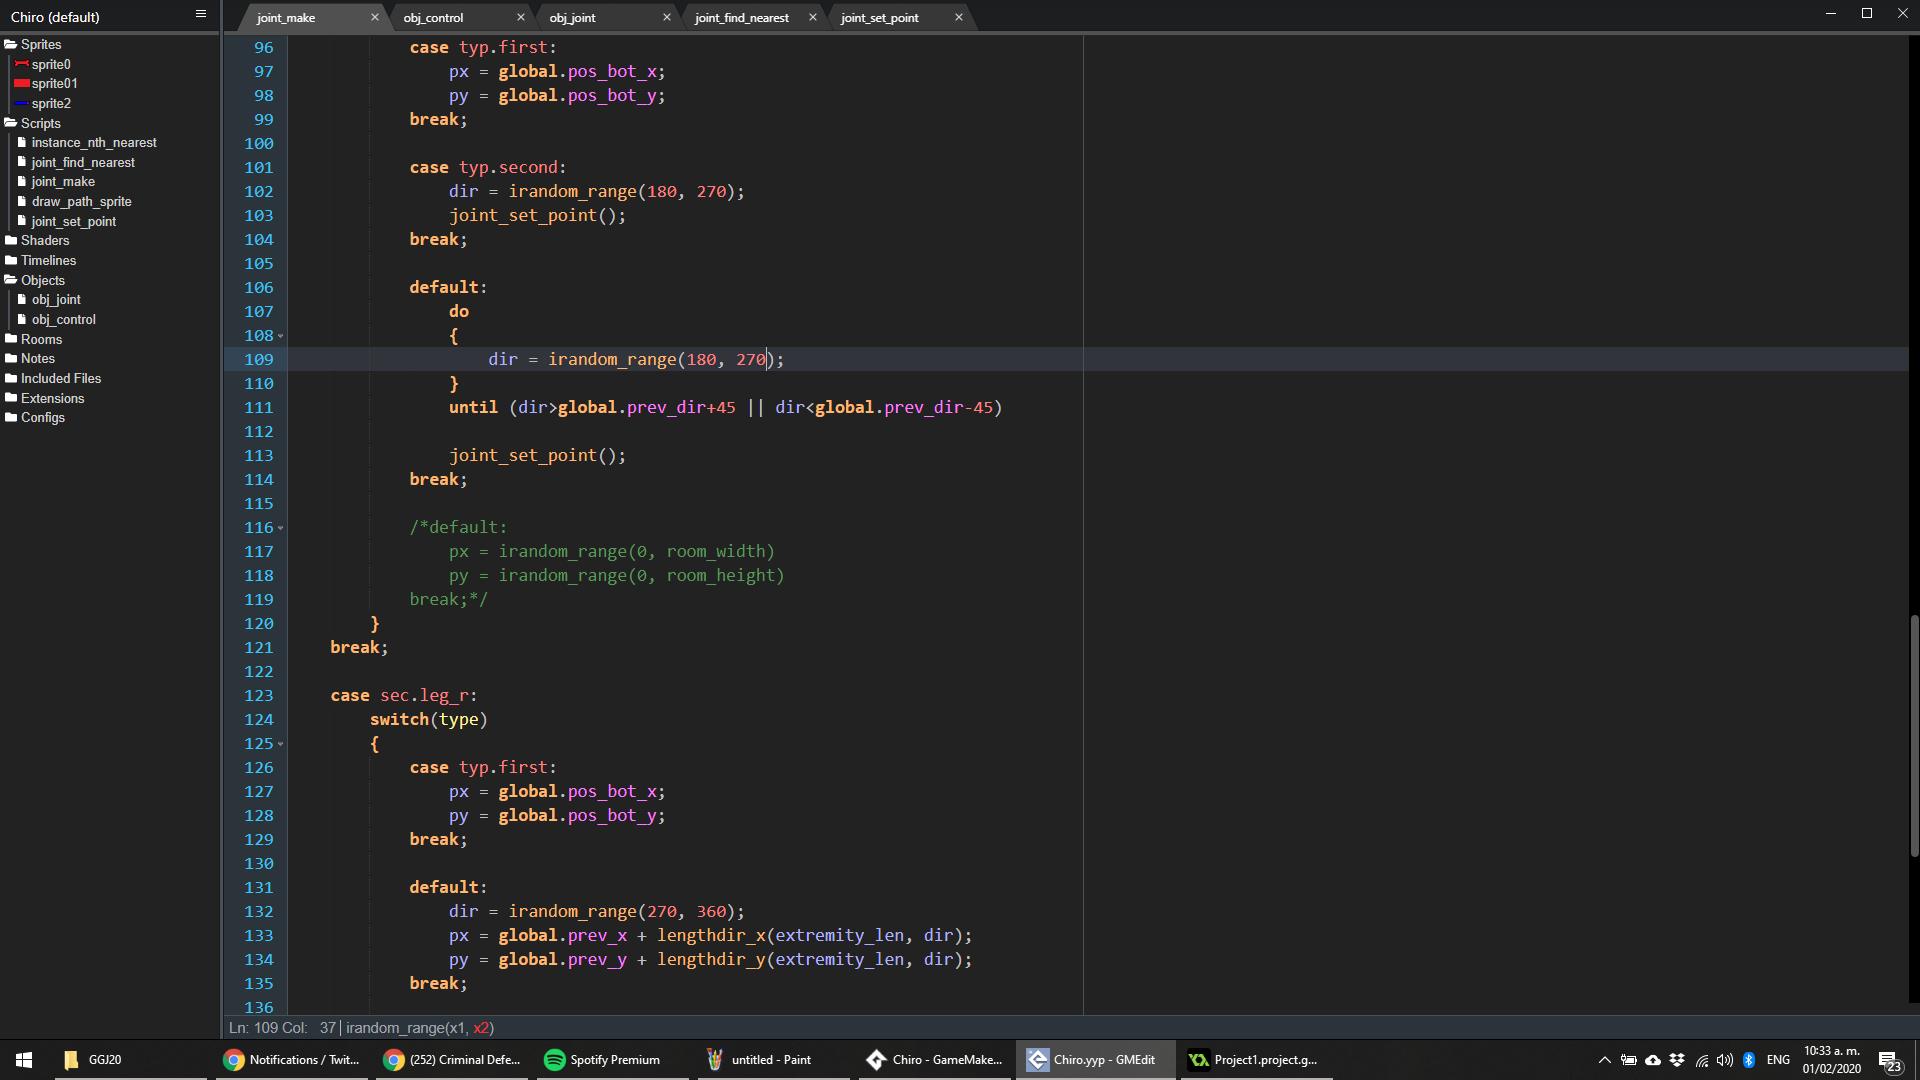 Chiro (default)
joint_make
obj_control
obj_joint
joint_find_nearest
joint_set_point
Sprites
sprite0
sprite01
sprite2
Scripts
instance_nth_nearest
joint_find_nearest
joint_make
draw_path_sprite
joint_set_point
Shaders
Timelines
Objects
obj_joint
obj_control
Rooms
Notes
Included Files
Extensions
Configs
96 case typ.first:
97 px = global.pos_bot_x;
98 py = global.pos_bot_y;
99 break;
100
101 case typ.second:
102 dir = irandom_range(180, 270);
103 joint_set_point();
104 break;
105
106 default:
107 do
108 {
109 dir = irandom_range(180, 270);
110 }
111 until (dir>global.prev_dir+45 || dir<global.prev_dir-45)
112
113 joint_set_point();
114 break;
115
116 /*default:
117 px = irandom_range(0, room_width)
118 py = irandom_range(0, room_height)
119 break;*/
120 }
121 break;
122
123 case sec.leg_r:
124 switch(type)
125 {
126 case typ.first:
127 px = global.pos_bot_x;
128 py = global.pos_bot_y;
129 break;
130
131 default:
132 dir = irandom_range(270, 360);
133 px = global.prev_x + lengthdir_x(extremity_len, dir);
134 py = global.prev_y + lengthdir_y(extremity_len, dir);
135 break;
136
Ln: 109 Col: 37 irandom_range(x1, x2)
GGJ20
Notifications / Twit...
(252) Criminal Defe...
Spotify Premium
untitled - Paint
Chiro - GameMake...
Chiro.yyp - GMEdit
Project1.project.g...
ENG
10:33 a. m.
01/02/2020
23